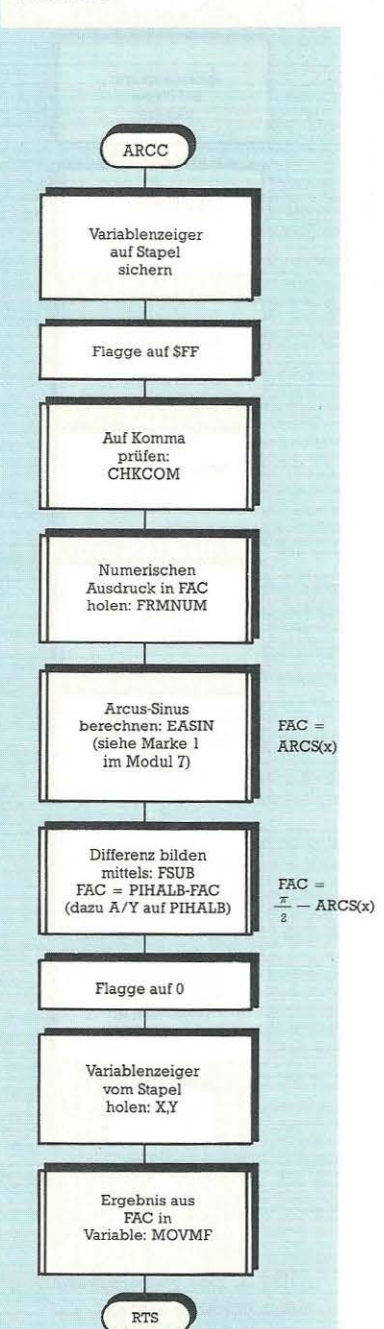 ARCC
Variablenzeiger
auf Stapel
sichern
Flagge auf $FF
Auf Komma
prüfen:
CHKCOM
Numerischen
Ausdruck in FAC
holen: FRMNUM
Arcus-Sinus
berechnen: EASIN
(siehe Marke 1
im Modul 7)
FAC =
ARCS(x)
Differenz bilden
mittels: FSUB
FAC = PIHALB-FAC
(dazu A/Y auf PIHALB)
FAC =
π/2 — ARCS(x)
Flagge auf 0
Variablenzeiger
vom Stapel
holen: X,Y
Ergebnis aus
FAC in
Variable: MOVMF
RTS